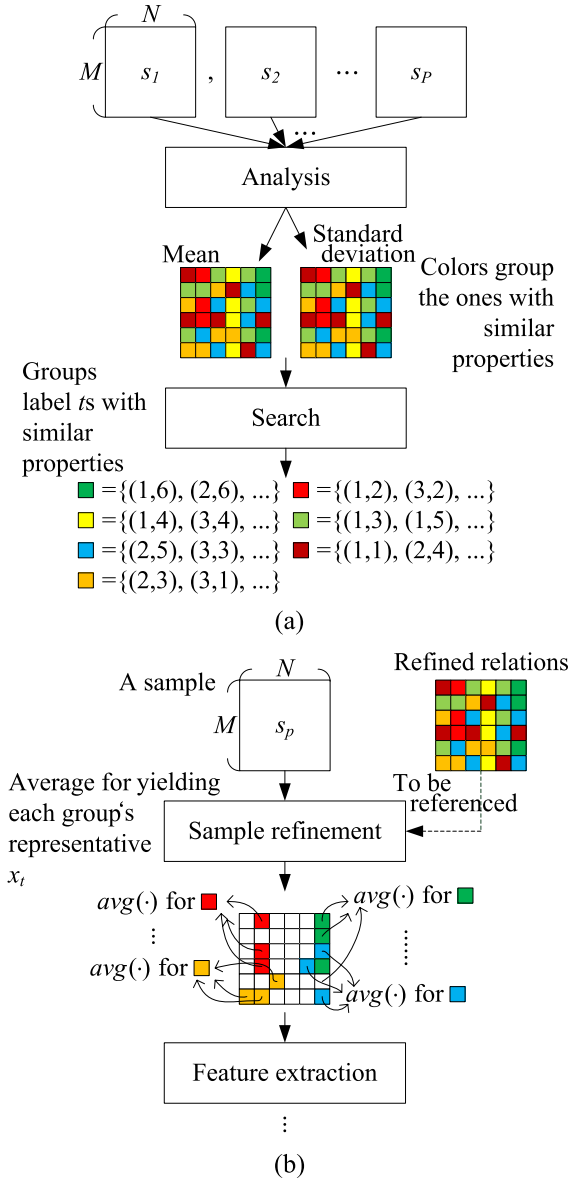 N
M
s1 , s2 ... sP
...
Analysis
Mean
Standard
deviation
Colors group
the ones with
similar
properties
Groups
label ts with
similar
properties
Search
={(1,6), (2,6), ...} ={(1,2), (3,2), ...}
={(1,4), (3,4), ...} ={(1,3), (1,5), ...}
={(2,5), (3,3), ...} ={(1,1), (2,4), ...}
={(2,3), (3,1), ...}
(a)
N
A sample
M
sp
Refined relations
To be
referenced
Average for yielding
each group‘s
representative
xt
Sample refinement
avg(·) for
avg(·) for
avg(·) for
avg(·) for
Feature extraction
(b)